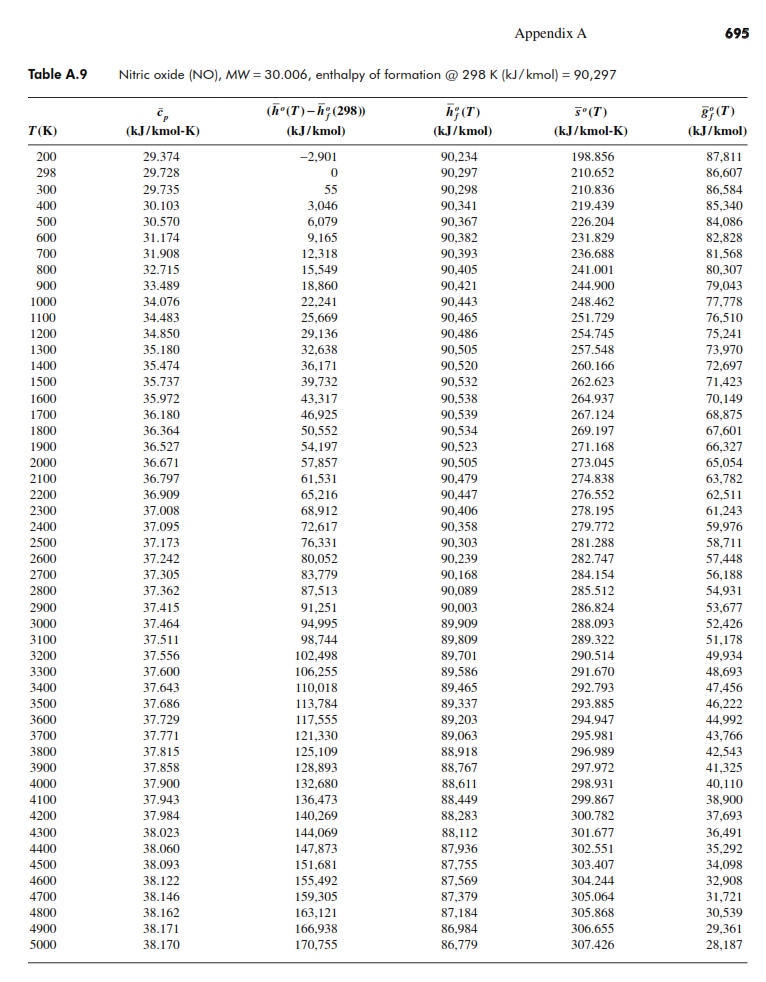 Appendix A 695
Table A.9 Nitric oxide (NO), MW = 30.006, enthalpy of formation @ 298 K (kJ/kmol) = 90,297
c̄p (h̄°(T) – h̄°f(298)) h̄°f(T) s̄°(T) ḡ°f(T)
T(K) (kJ/kmol-K) (kJ/kmol) (kJ/kmol) (kJ/kmol-K) (kJ/kmol)
200 29.374 –2,901 90,234 198.856 87,811
298 29.728 0 90,297 210.652 86,607
300 29.735 55 90,298 210.836 86,584
400 30.103 3,046 90,341 219.439 85,340
500 30.570 6,079 90,367 226.204 84,086
600 31.174 9,165 90,382 231.829 82,828
700 31.908 12,318 90,393 236.688 81,568
800 32.715 15,549 90,405 241.001 80,307
900 33.489 18,860 90,421 244.900 79,043
1000 34.076 22,241 90,443 248.462 77,778
1100 34.483 25,669 90,465 251.729 76,510
1200 34.850 29,136 90,486 254.745 75,241
1300 35.180 32,638 90,505 257.548 73,970
1400 35.474 36,171 90,520 260.166 72,697
1500 35.737 39,732 90,532 262.623 71,423
1600 35.972 43,317 90,538 264.937 70,149
1700 36.180 46,925 90,539 267.124 68,875
1800 36.364 50,552 90,534 269.197 67,601
1900 36.527 54,197 90,523 271.168 66,327
2000 36.671 57,857 90,505 273.045 65,054
2100 36.797 61,531 90,479 274.838 63,782
2200 36.909 65,216 90,447 276.552 62,511
2300 37.008 68,912 90,406 278.195 61,243
2400 37.095 72,617 90,358 279.772 59,976
2500 37.173 76,331 90,303 281.288 58,711
2600 37.242 80,052 90,239 282.747 57,448
2700 37.305 83,779 90,168 284.154 56,188
2800 37.362 87,513 90,089 285.512 54,931
2900 37.415 91,251 90,003 286.824 53,677
3000 37.464 94,995 89,909 288.093 52,426
3100 37.511 98,744 89,809 289.322 51,178
3200 37.556 102,498 89,701 290.514 49,934
3300 37.600 106,255 89,586 291.670 48,693
3400 37.643 110,018 89,465 292.793 47,456
3500 37.686 113,784 89,337 293.885 46,222
3600 37.729 117,555 89,203 294.947 44,992
3700 37.771 121,330 89,063 295.981 43,766
3800 37.815 125,109 88,918 296.989 42,543
3900 37.858 128,893 88,767 297.972 41,325
4000 37.900 132,680 88,611 298.931 40,110
4100 37.943 136,473 88,449 299.867 38,900
4200 37.984 140,269 88,283 300.782 37,693
4300 38.023 144,069 88,112 301.677 36,491
4400 38.060 147,873 87,936 302.551 35,292
4500 38.093 151,681 87,755 303.407 34,098
4600 38.122 155,492 87,569 304.244 32,908
4700 38.146 159,305 87,379 305.064 31,721
4800 38.162 163,121 87,184 305.868 30,539
4900 38.171 166,938 86,984 306.655 29,361
5000 38.170 170,755 86,779 307.426 28,187